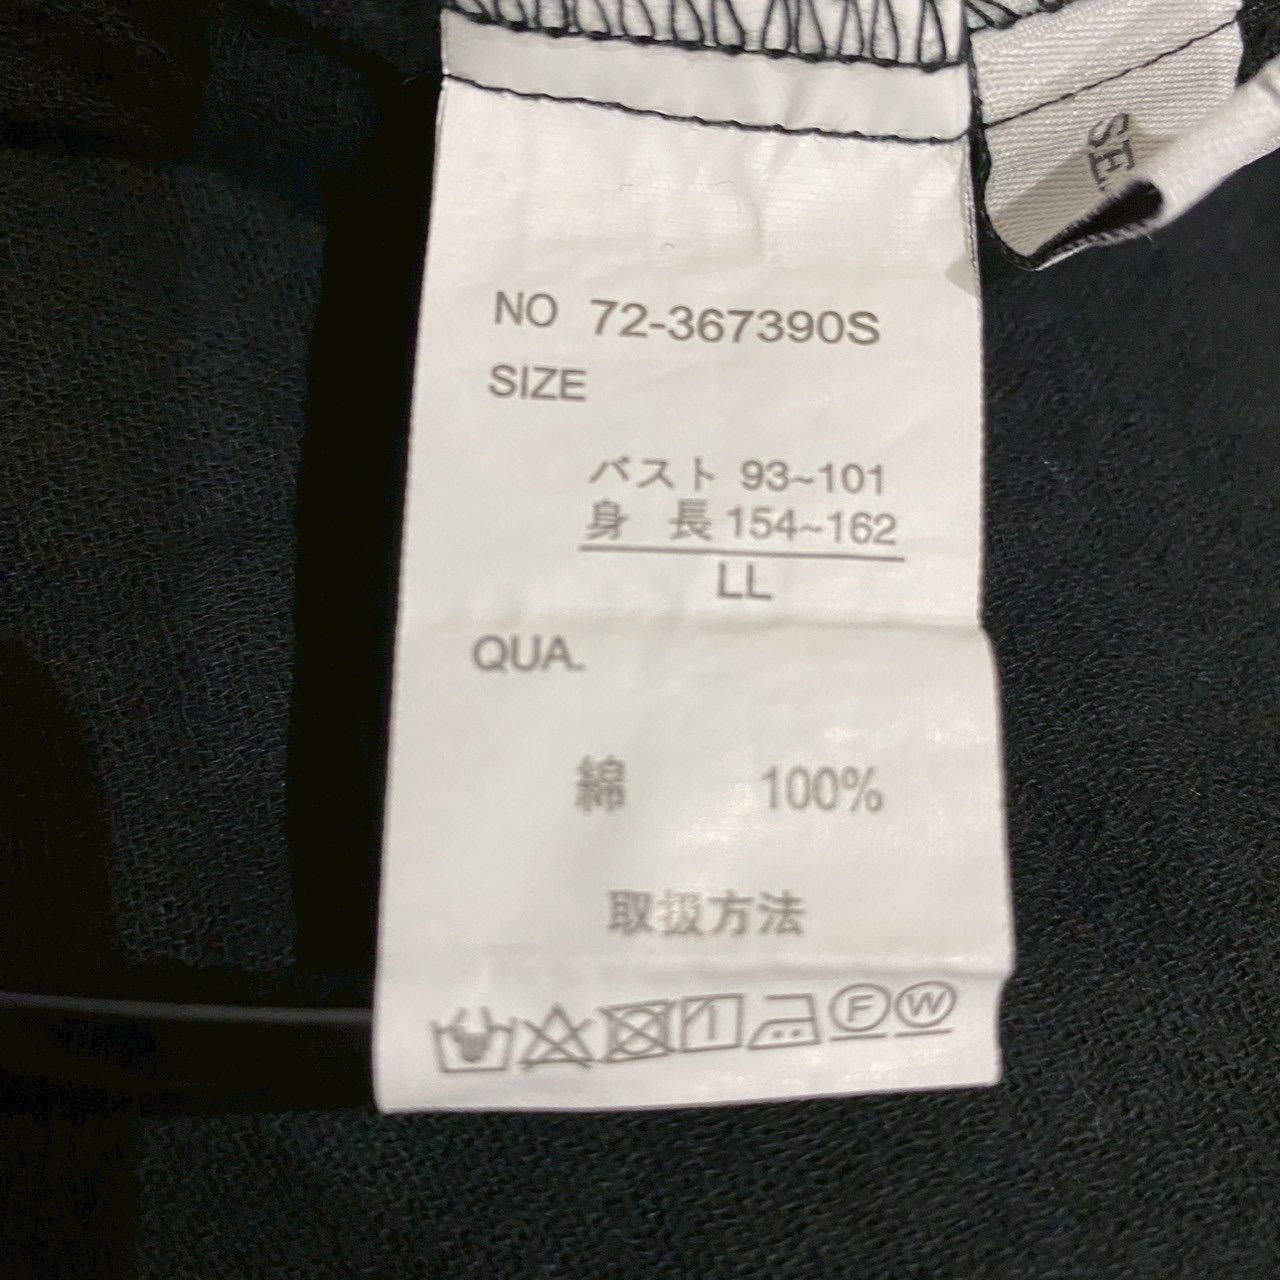 SE
NO 72-367390S
SIZE
バスト 93~101
身 長 154~162
LL
QUA.
綿 100%
取扱方法
F W